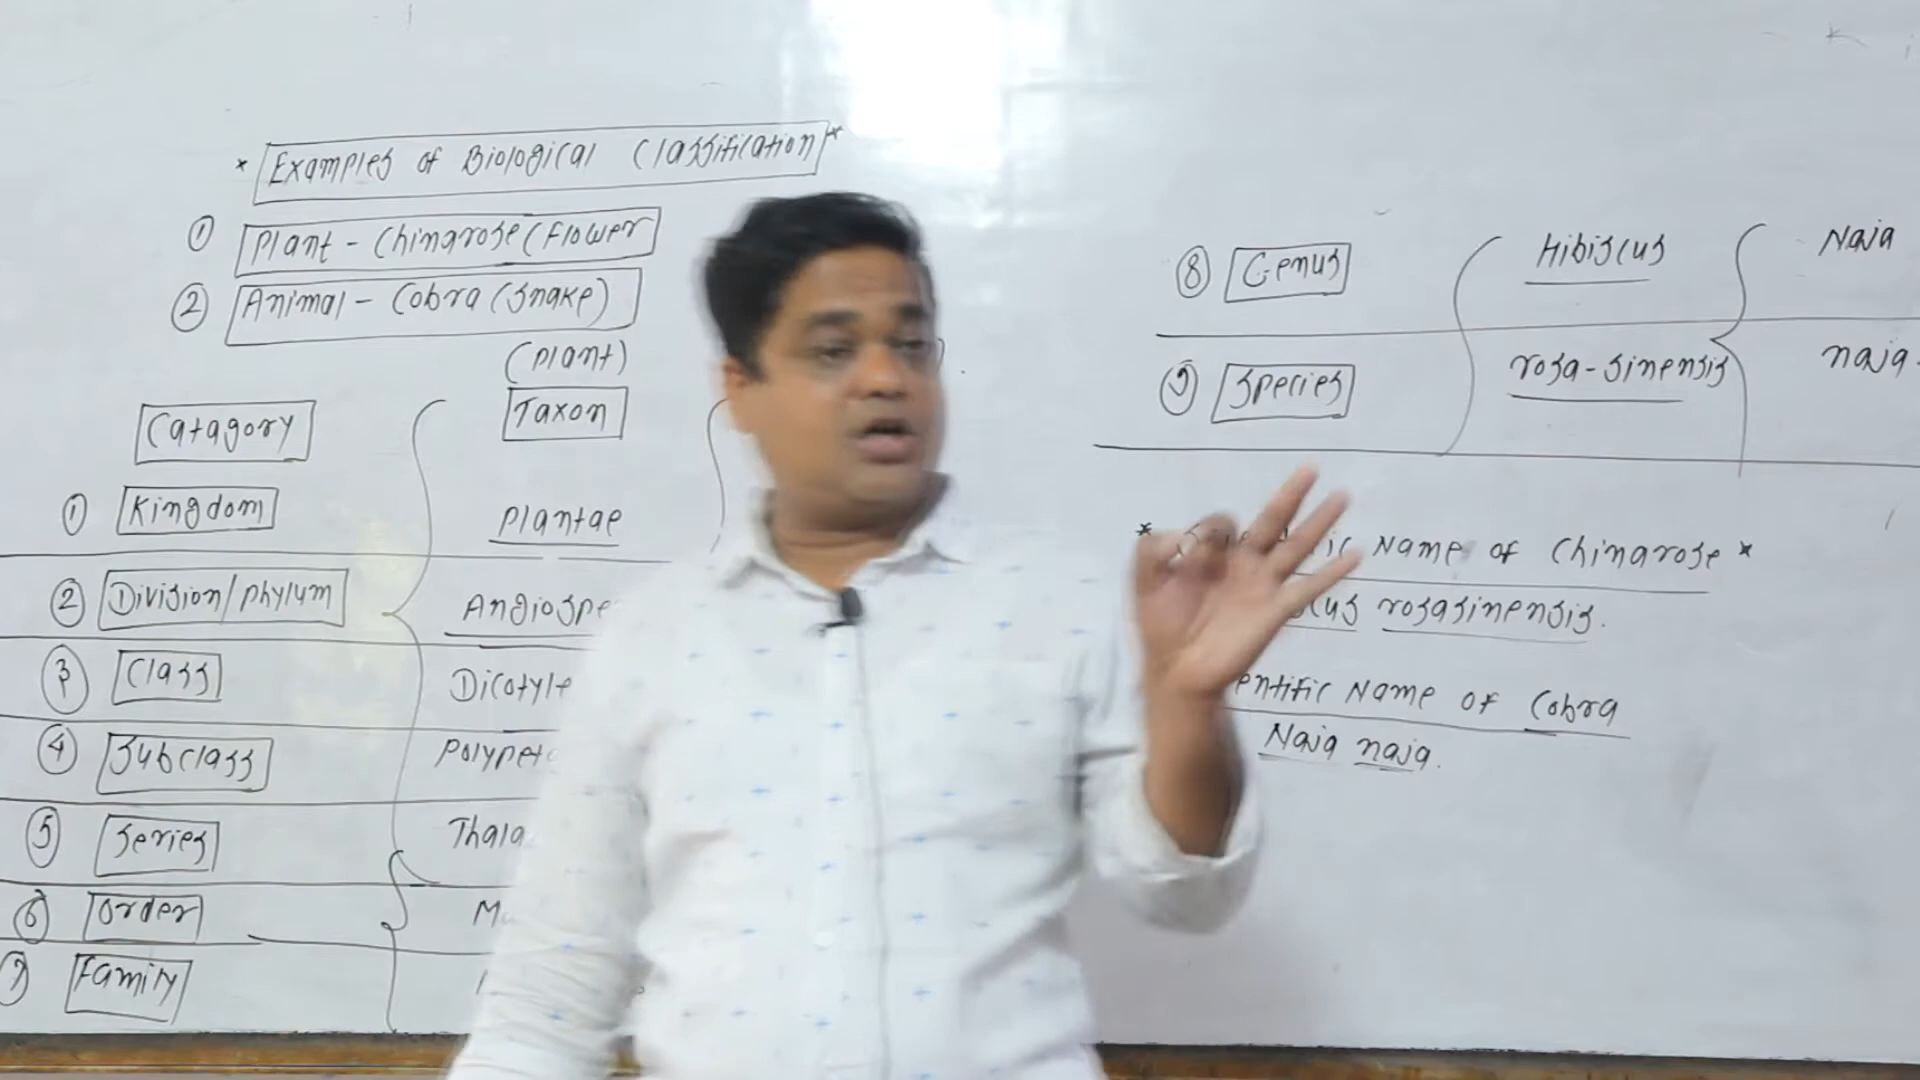 * Examples of Biological Classification *
① Plant - Chinarose (Flower
② Animal - Cobra (Snake)
(Plant)
Catagory Taxon
① Kingdom Plantae
② Division/Phylum
③ Class
④ Subclass
⑤ Series
⑥ Order
⑦ Family
⑧ Genus Hibiscus Naja
⑨ Species rosa-sinensis naja
* Name of Chinarose *
rosasinensis.
Name of Cobra
Naja naja.